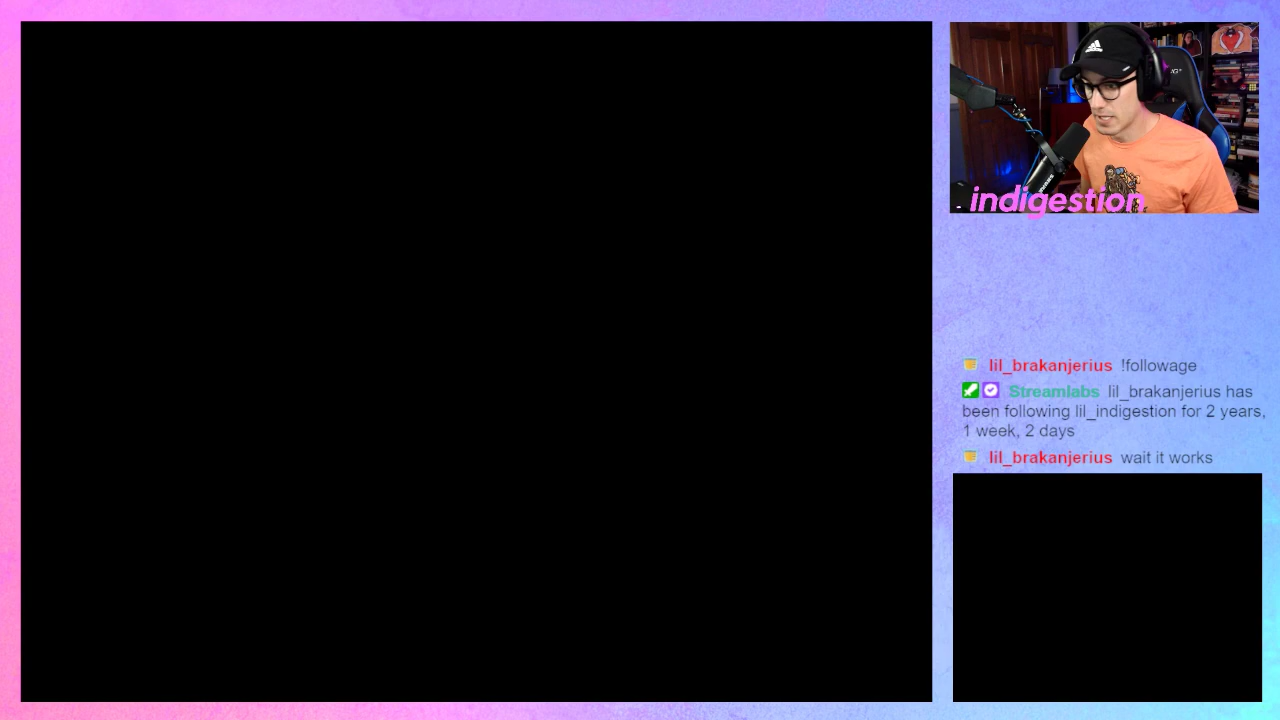 . indigestion
lil_brakanjerius !followage
Streamlabs lil_brakanjerius has
been following lil_indigestion for 2 years,
1 week, 2 days
lil_brakanjerius wait it works